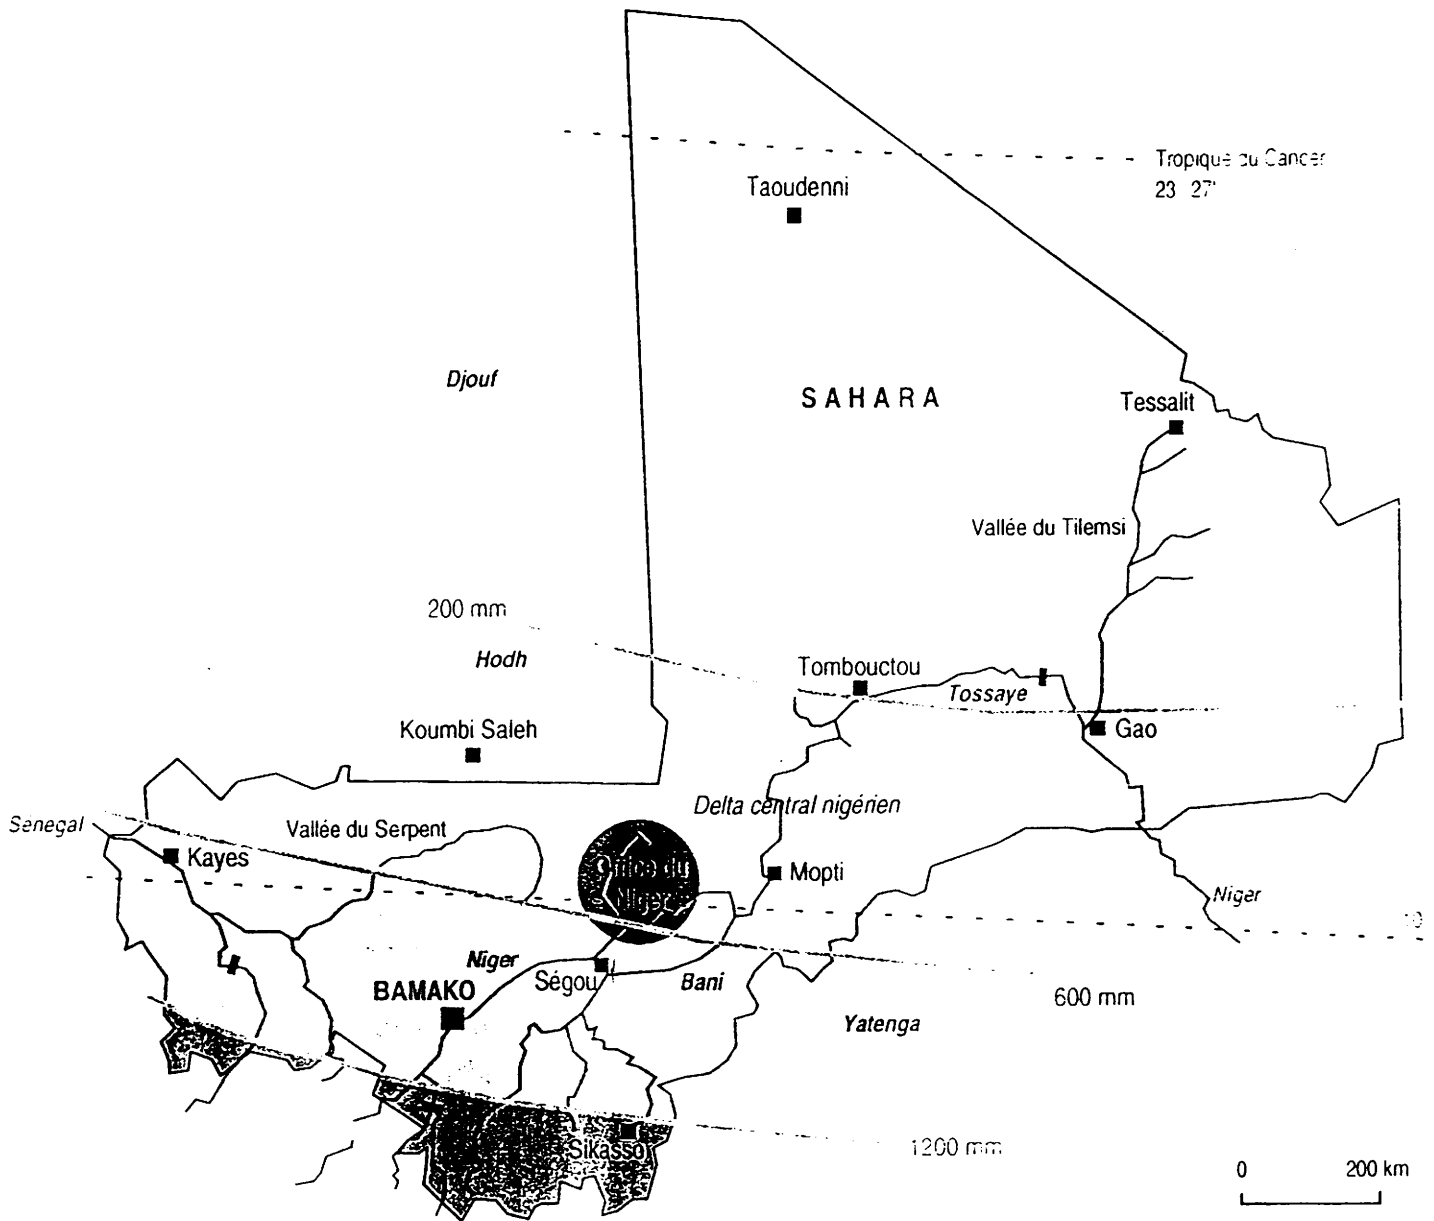 Tropique du Cancer
23 27'
Taoudenni
Djouf
SAHARA
Tessalit
Vallée du Tilemsi
200 mm
Hodh
Tombouctou
Tossaye
Koumbi Saleh
Gao
Delta central nigérien
Senegal
Vallée du Serpent
Kayes
Office du
Niger
Mopti
Niger
Niger
Ségou
Bani
BAMAKO
600 mm
Yatenga
1200 mm
Sikasso
0 200 km